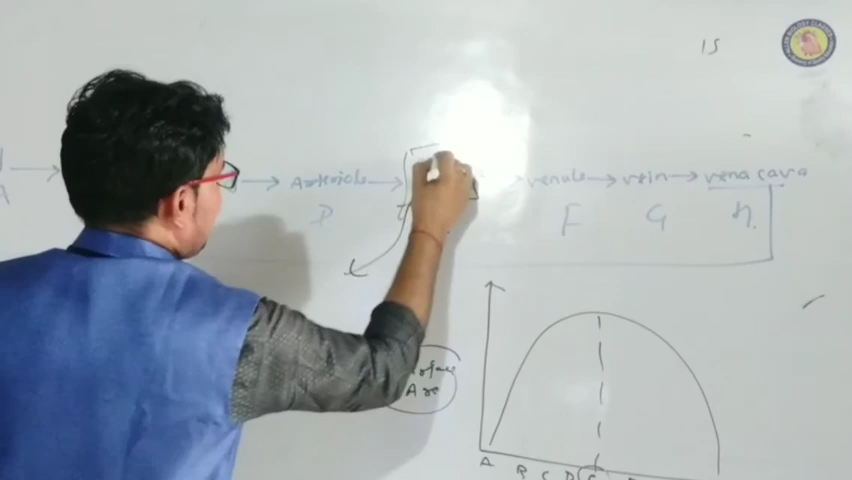 15
Arteriole → → venule → vein → vena cava
A D F G H
Surface
Area
A B C D E